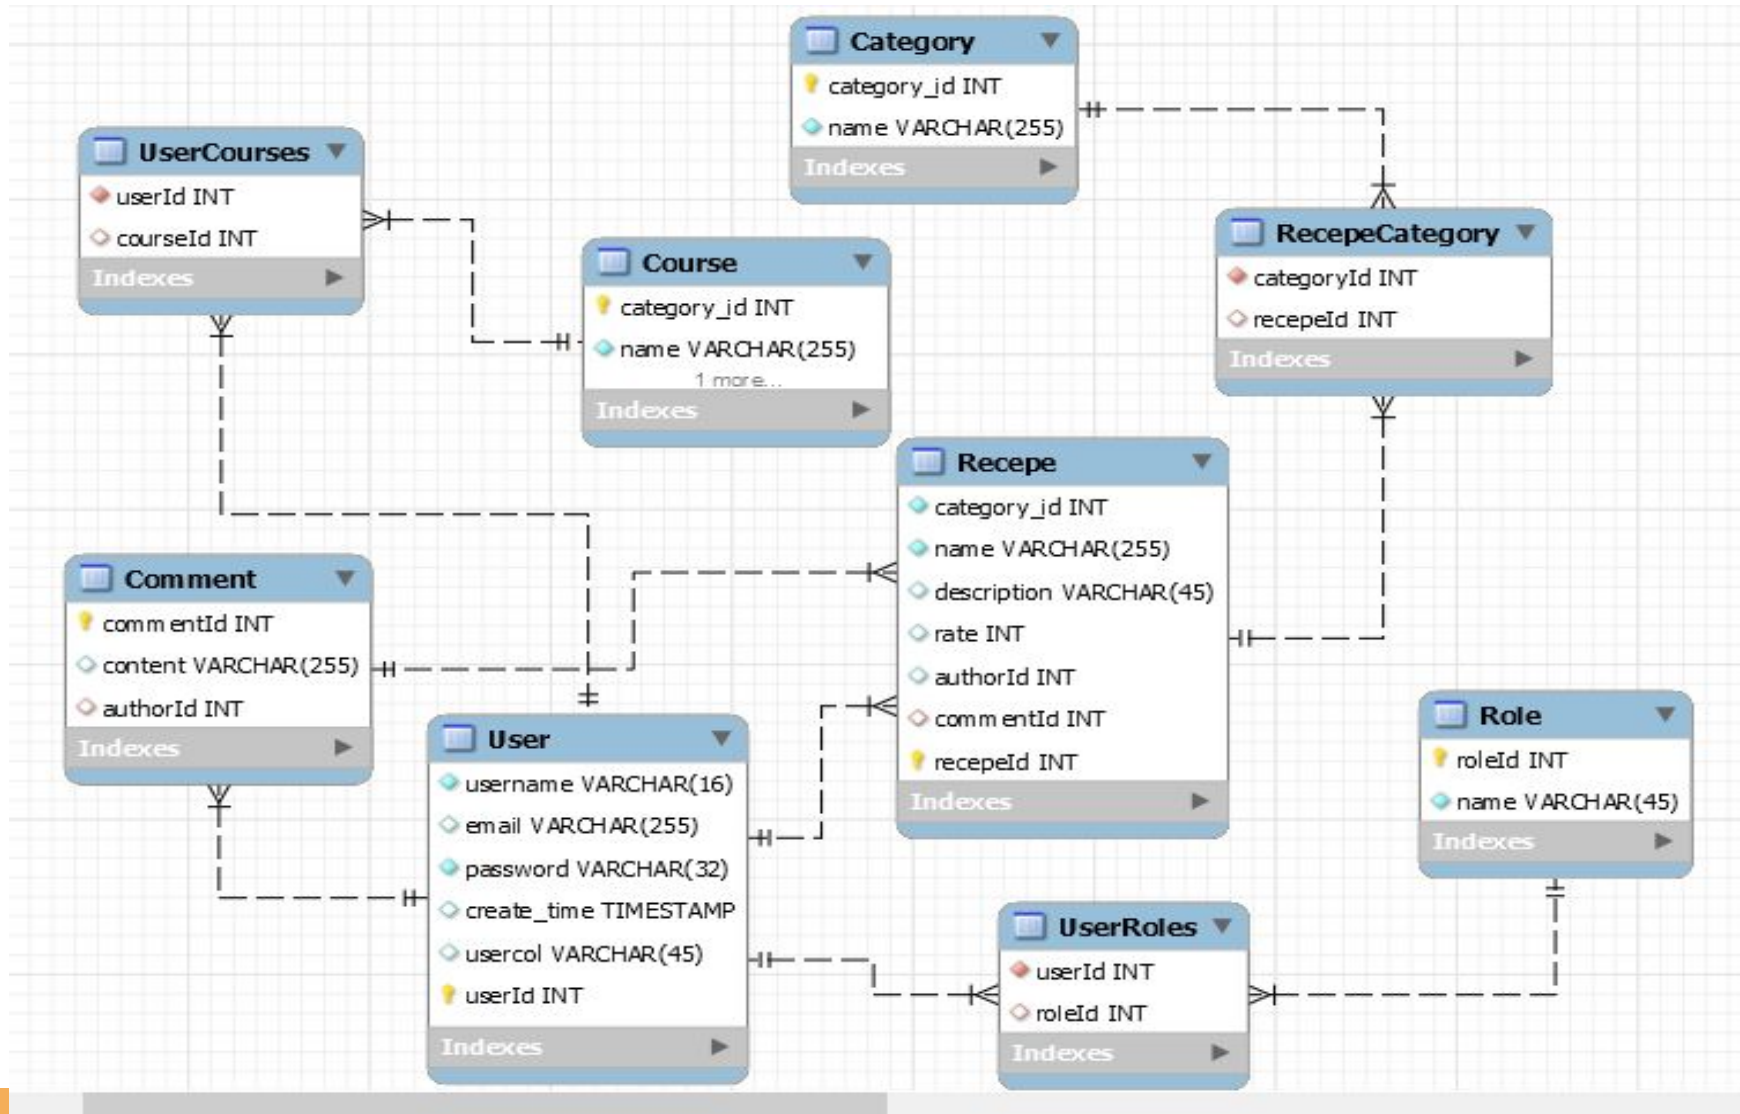 Category
category_id INT
name VARCHAR(255)
Indexes
UserCourses
userId INT
courseId INT
Indexes
Course
category_id INT
name VARCHAR(255)
1 more...
Indexes
RecepeCategory
categoryId INT
recepeId INT
Indexes
Recepe
category_id INT
name VARCHAR(255)
description VARCHAR(45)
rate INT
authorId INT
commentId INT
recepeId INT
Indexes
Comment
commentId INT
content VARCHAR(255)
authorId INT
Indexes
User
username VARCHAR(16)
email VARCHAR(255)
password VARCHAR(32)
create_time TIMESTAMP
usercol VARCHAR(45)
userId INT
Indexes
Role
roleId INT
name VARCHAR(45)
Indexes
UserRoles
userId INT
roleId INT
Indexes